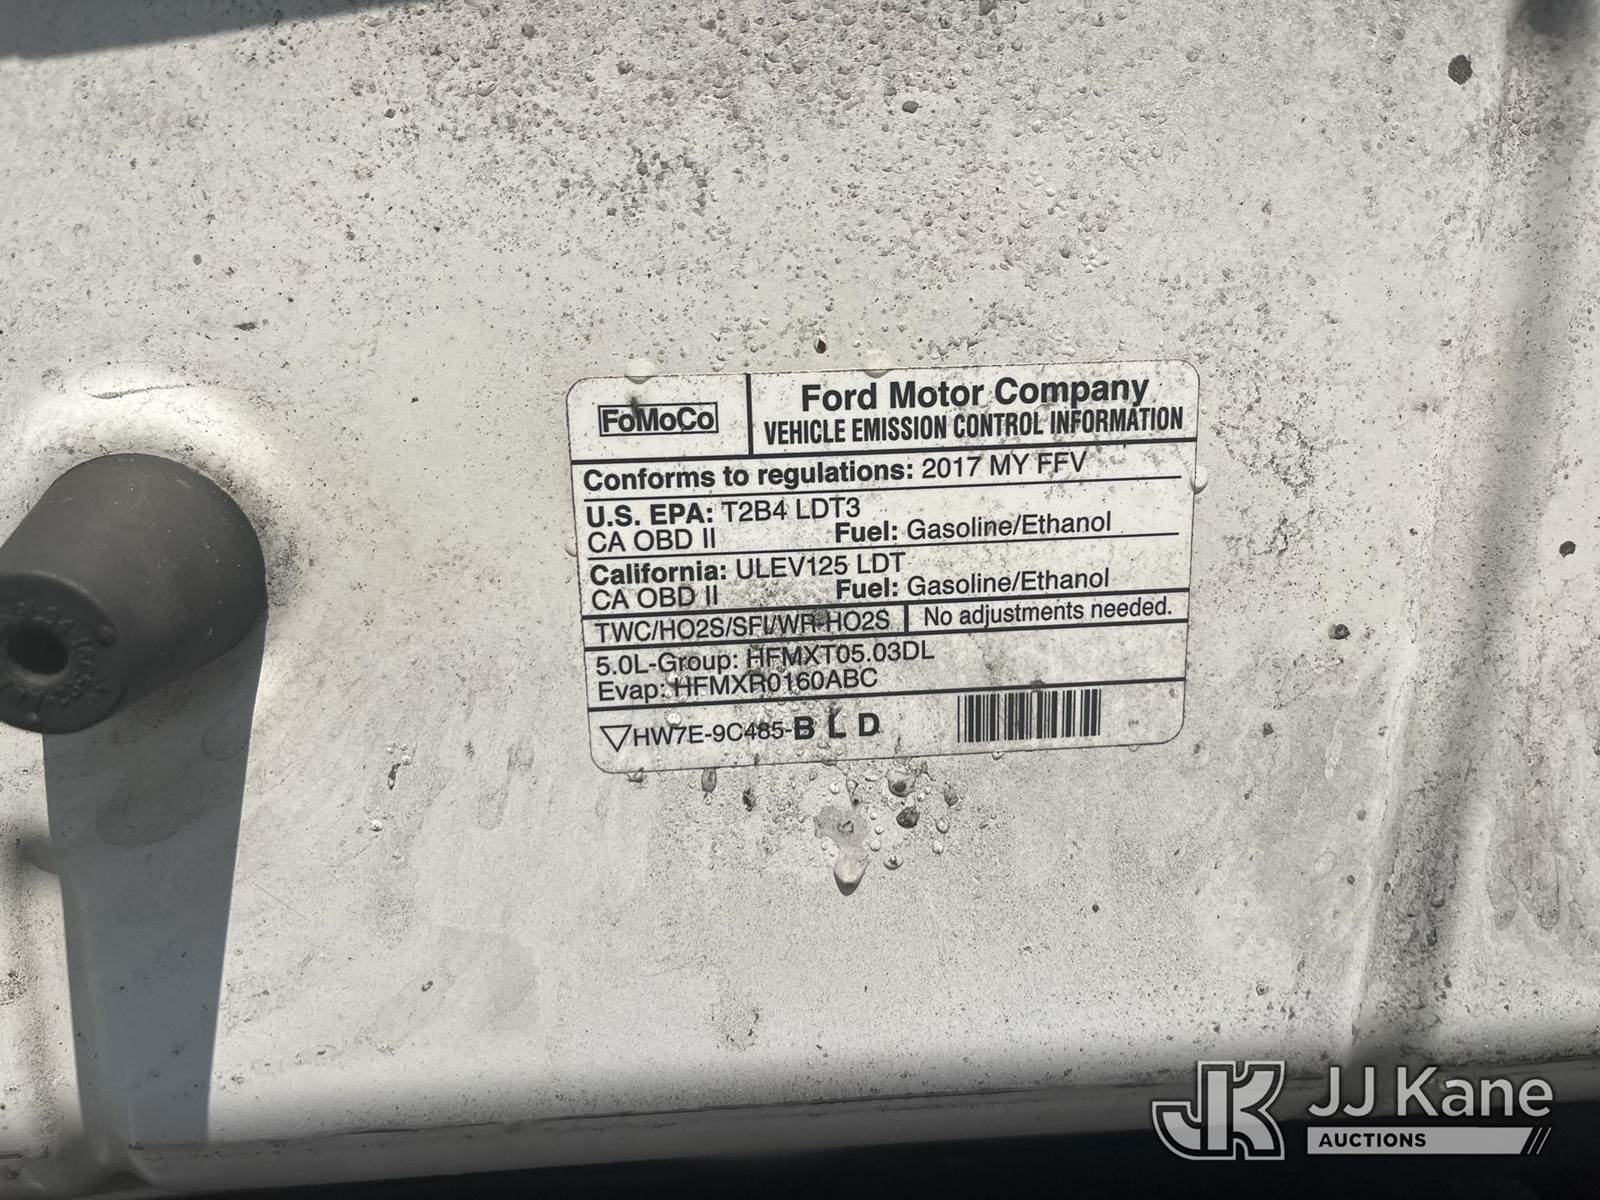 FoMoCo
Ford Motor Company
VEHICLE EMISSION CONTROL INFORMATION
Conforms to regulations: 2017 MY FFV
U.S. EPA: T2B4 LDT3
CA OBD II Fuel: Gasoline/Ethanol
California: ULEV125 LDT
CA OBD II Fuel: Gasoline/Ethanol
TWC/HO2S/SFI/WR-HO2S No adjustments needed.
5.0L-Group: HFMXT05.03DL
Evap: HFMXR0160ABC
HW7E-9C485-B L D
JK JJ Kane
AUCTIONS